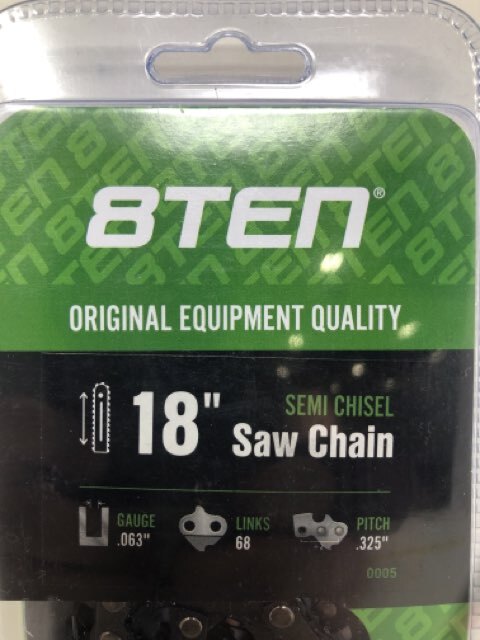 8TEN®
ORIGINAL EQUIPMENT QUALITY
18" SEMI CHISEL
Saw Chain
GAUGE LINKS PITCH
.063" 68 .325"
0005